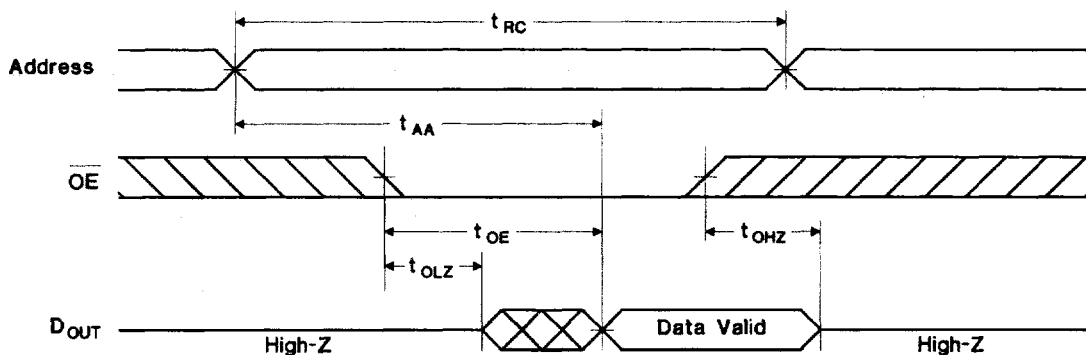 t RC
Address
t AA
OE
t OE
t OHZ
t OLZ
D OUT
High-Z
Data Valid
High-Z